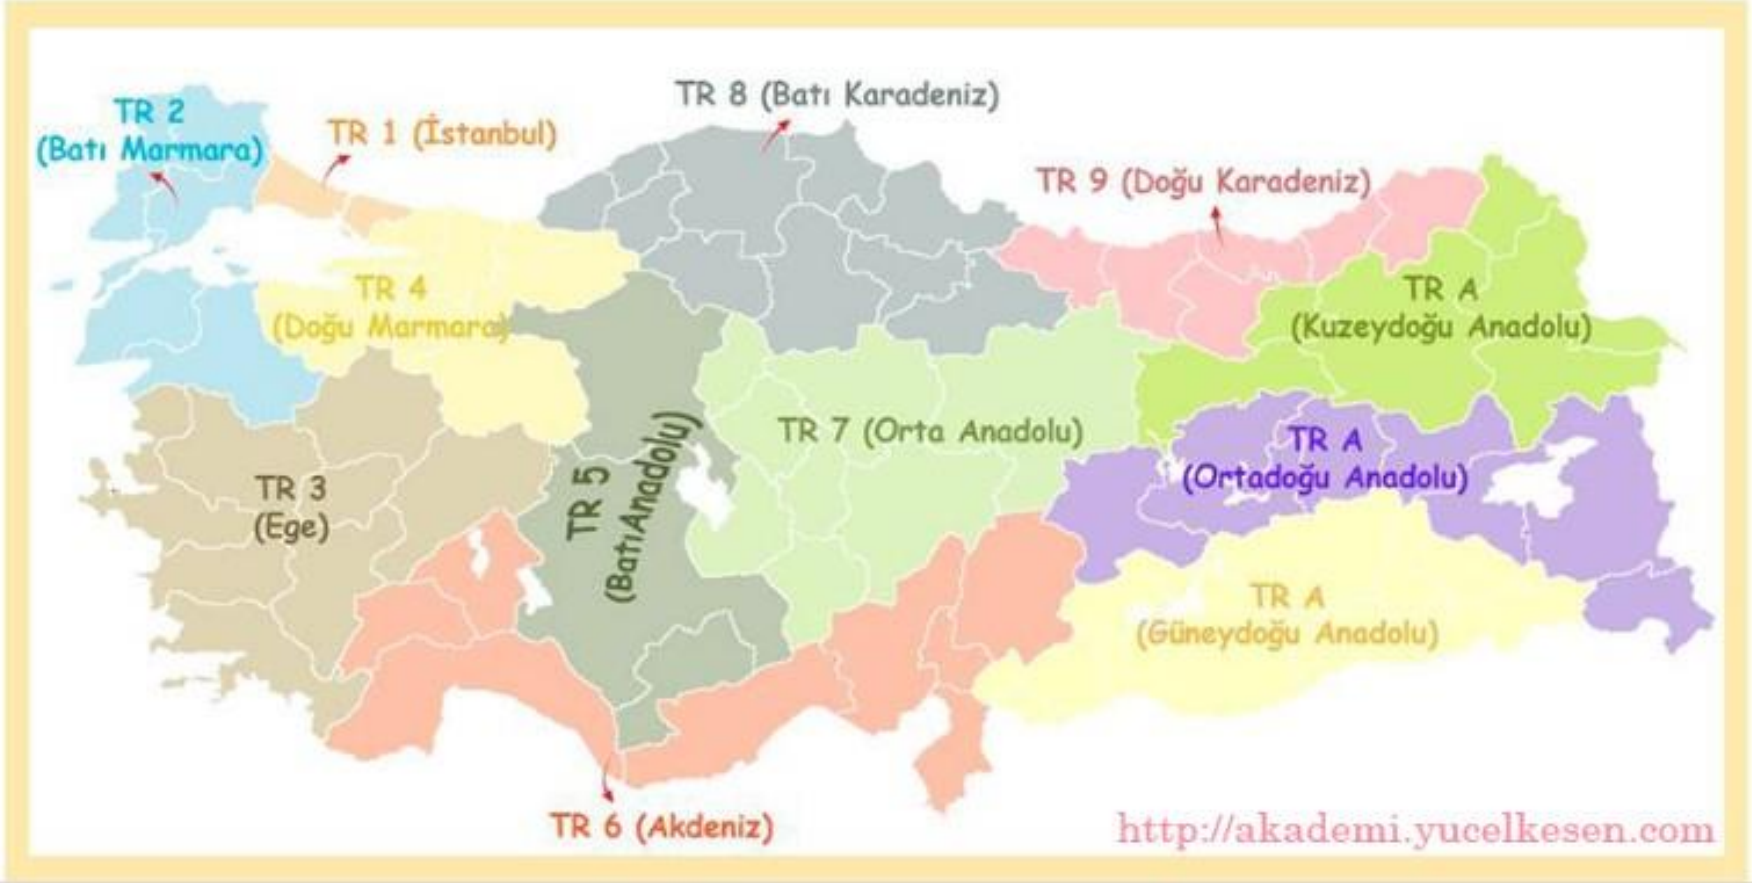 TR 8 (Batı Karadeniz)
TR 2
(Batı Marmara)
TR 1 (İstanbul)
TR 9 (Doğu Karadeniz)
TR 4
(Doğu Marmara)
TR A
(Kuzeydoğu Anadolu)
TR 7 (Orta Anadolu)
TR A
(Ortadoğu Anadolu)
TR 3
(Ege)
TR 5
(BatıAnadolu)
TR A
(Güneydoğu Anadolu)
TR 6 (Akdeniz)
http://akademi.yucelkesen.com